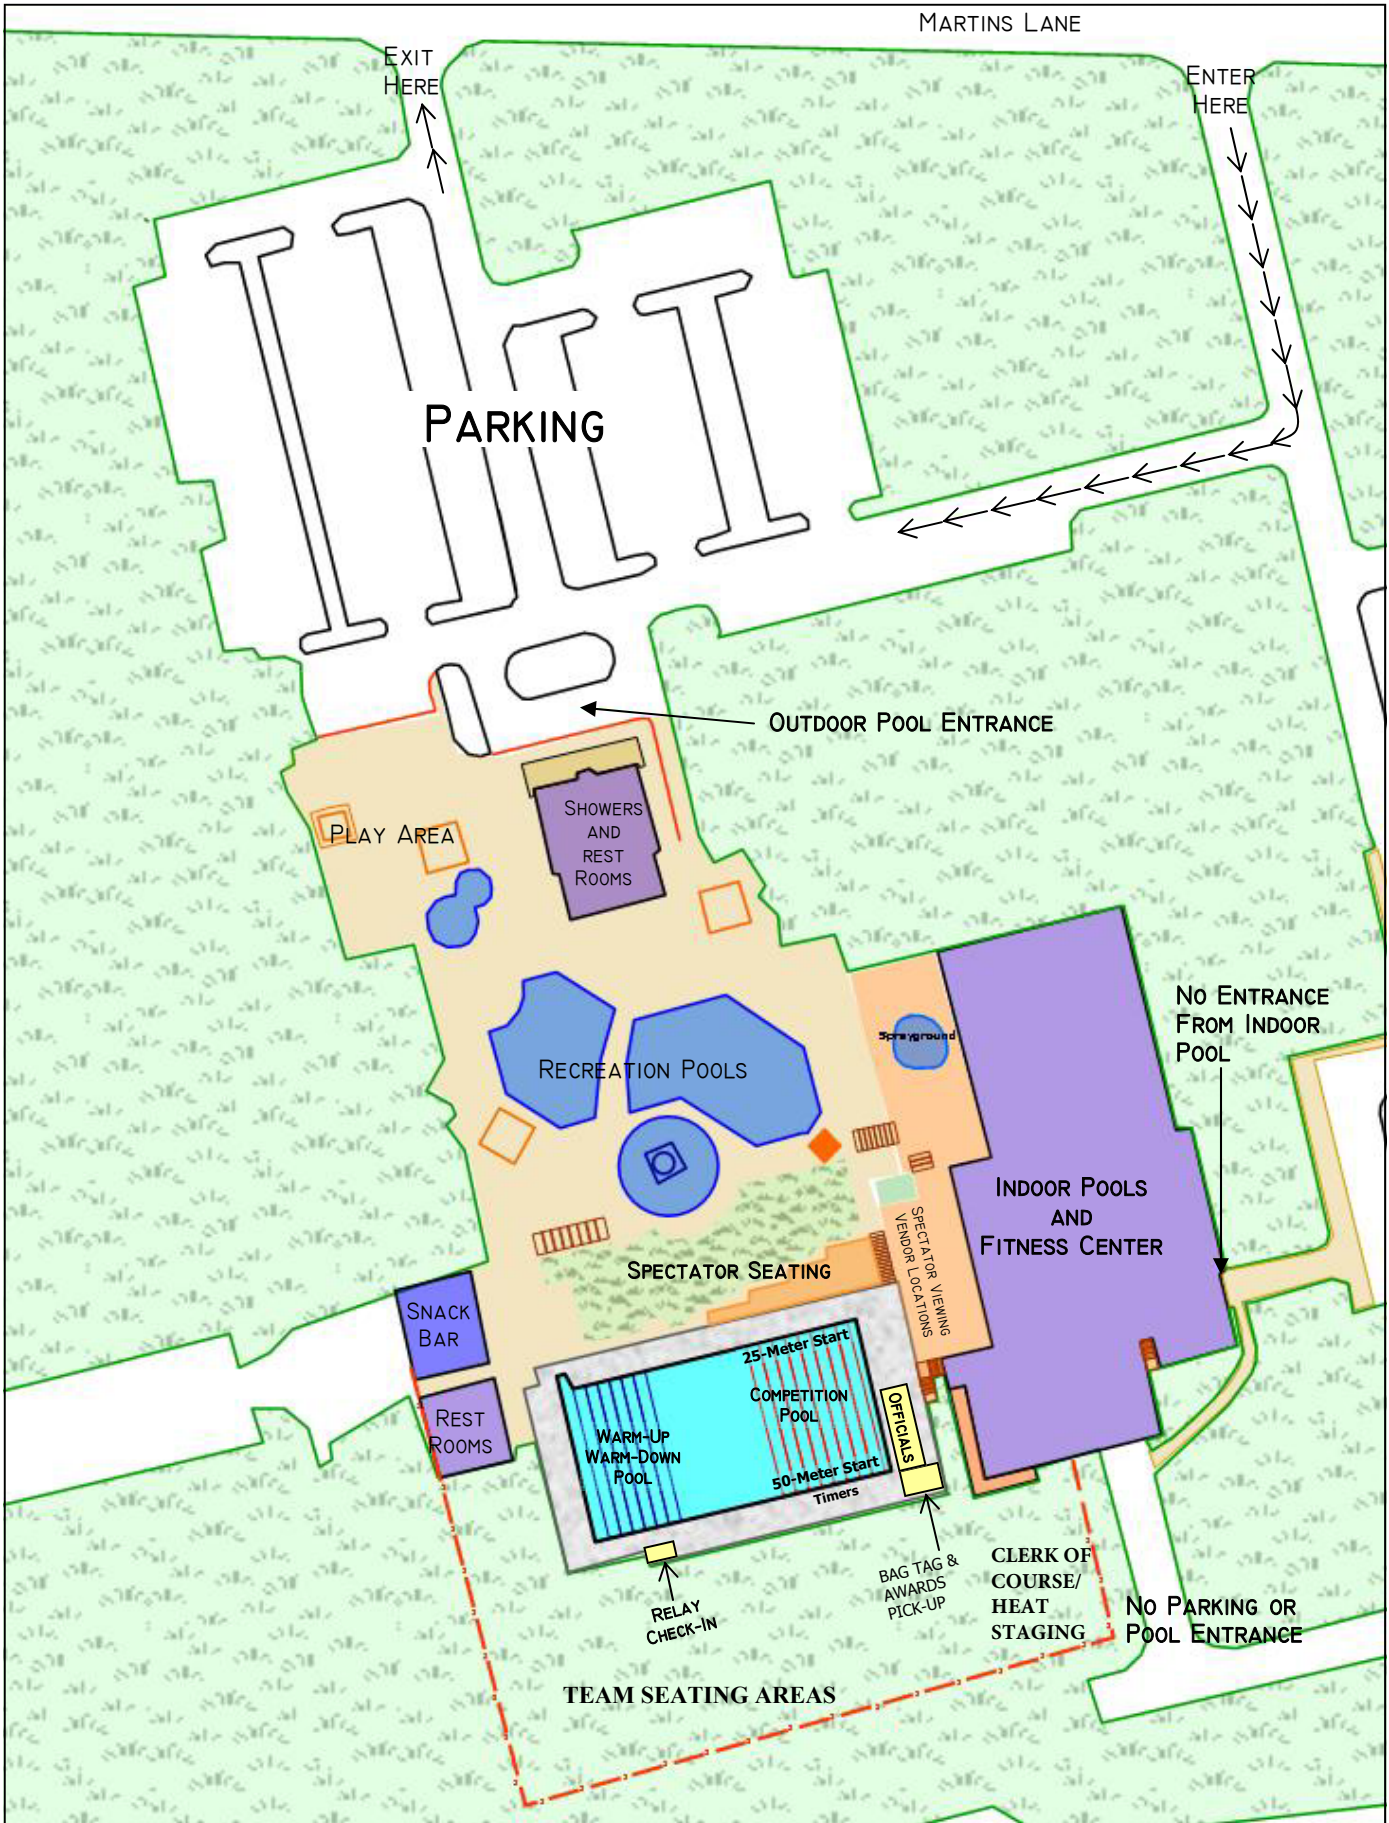 MARTINS LANE
EXIT
HERE
ENTER
HERE
PARKING
OUTDOOR POOL ENTRANCE
SHOWERS
AND
REST
ROOMS
PLAY AREA
NO ENTRANCE
FROM INDOOR
POOL
Sprayground
RECREATION POOLS
INDOOR POOLS
AND
FITNESS CENTER
SPECTATOR VIEWING
VENDOR LOCATIONS
SPECTATOR SEATING
SNACK
BAR
25-Meter Start
COMPETITION
POOL
OFFICIALS
REST
ROOMS
WARM-UP
WARM-DOWN
POOL
50-Meter Start
Timers
BAG TAG &
AWARDS
PICK-UP
CLERK OF
COURSE/
HEAT
STAGING
RELAY
CHECK-IN
NO PARKING OR
POOL ENTRANCE
TEAM SEATING AREAS